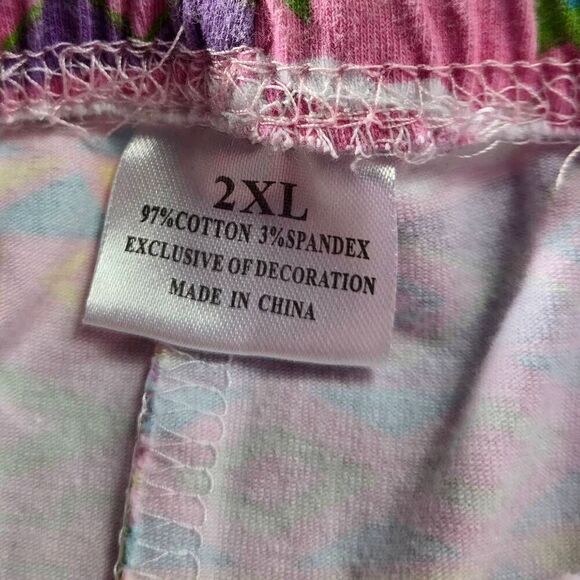 2XL
97%COTTON 3%SPANDEX
EXCLUSIVE OF DECORATION
MADE IN CHINA